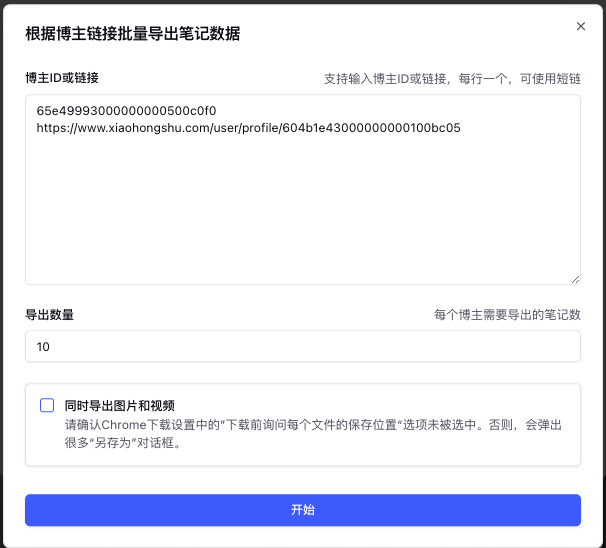 根据博主链接批量导出笔记数据
博主ID或链接
支持输入博主ID或链接，每行一个，可使用短链
65e49993000000000500c0f0
https://www.xiaohongshu.com/user/profile/604b1e43000000000100bc05
导出数量
每个博主需要导出的笔记数
10
同时导出图片和视频
请确认Chrome下载设置中的”下载前询问每个文件的保存位置“选项未被选中。否则，会弹出
很多“另存为”对话框。
开始